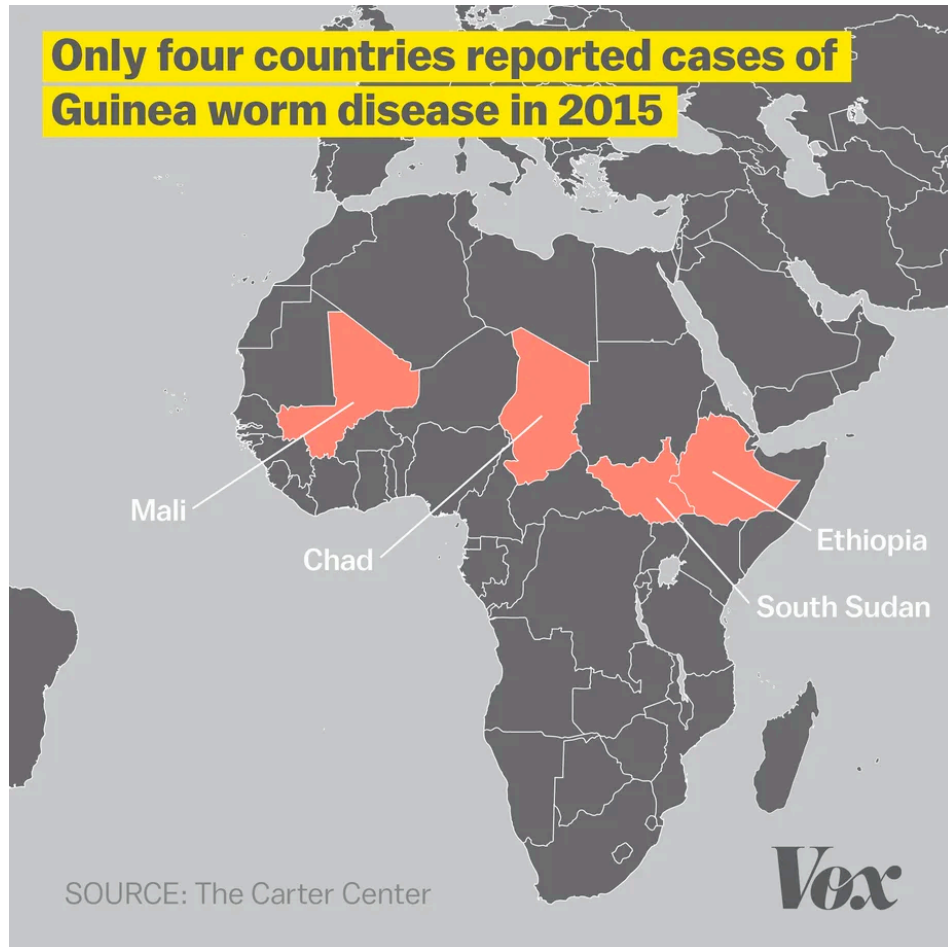 Only four countries reported cases of
Guinea worm disease in 2015
Mali
Chad
Ethiopia
South Sudan
SOURCE: The Carter Center
Vox